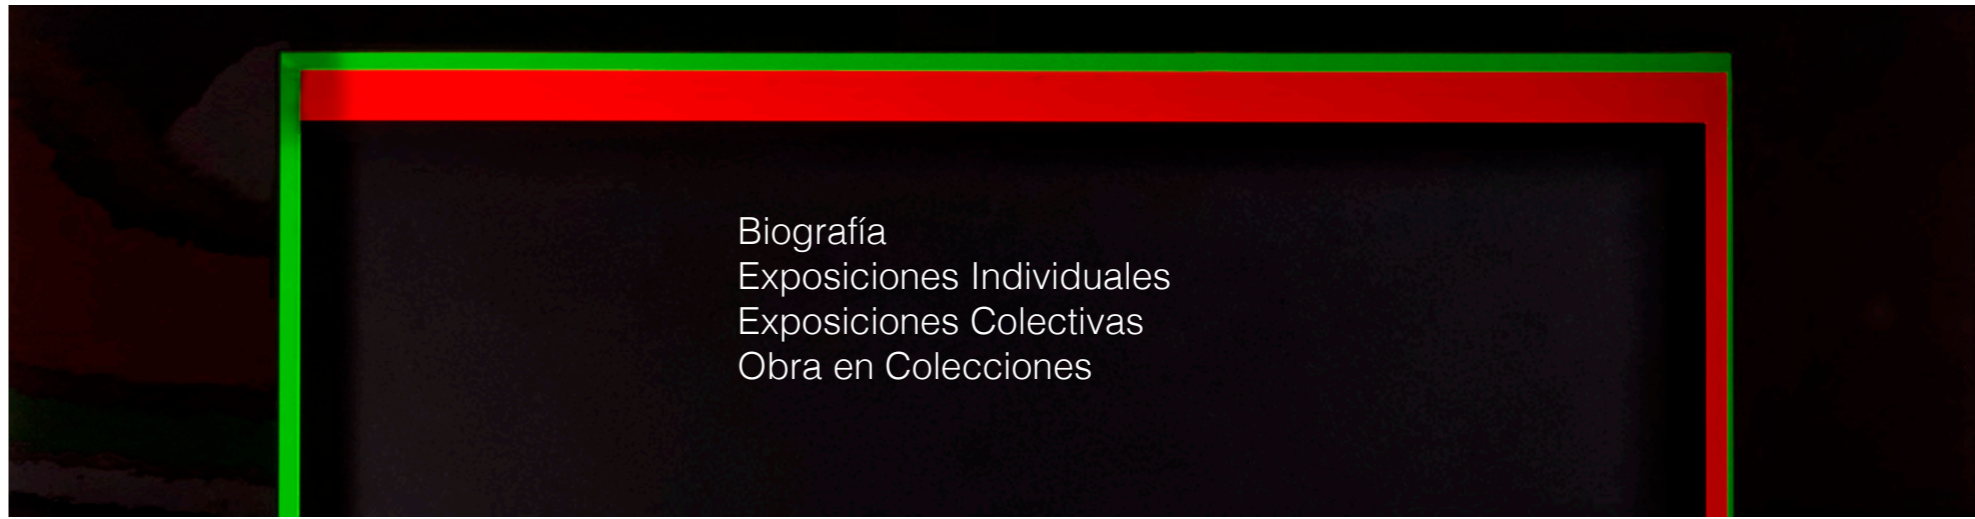 Biografía
Exposiciones Individuales
Exposiciones Colectivas
Obra en Colecciones